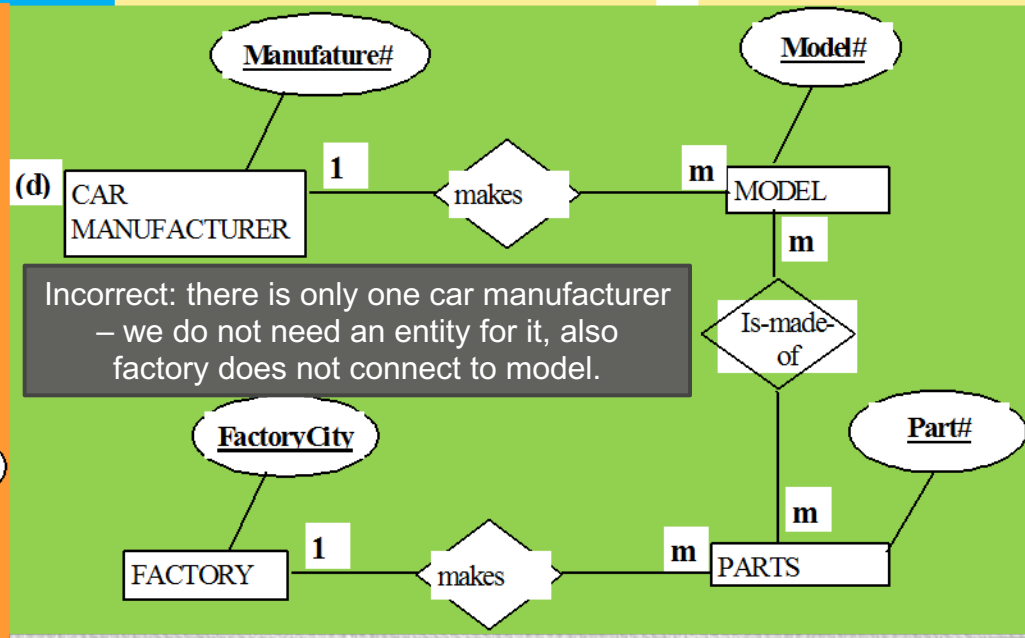 Manufature#
Model#
(d)
CAR
MANUFACTURER
1
makes
m
MODEL
m
Incorrect: there is only one car manufacturer
– we do not need an entity for it, also
factory does not connect to model.
Is-made-
of
FactoryCity
Part#
m
FACTORY
1
makes
m
PARTS